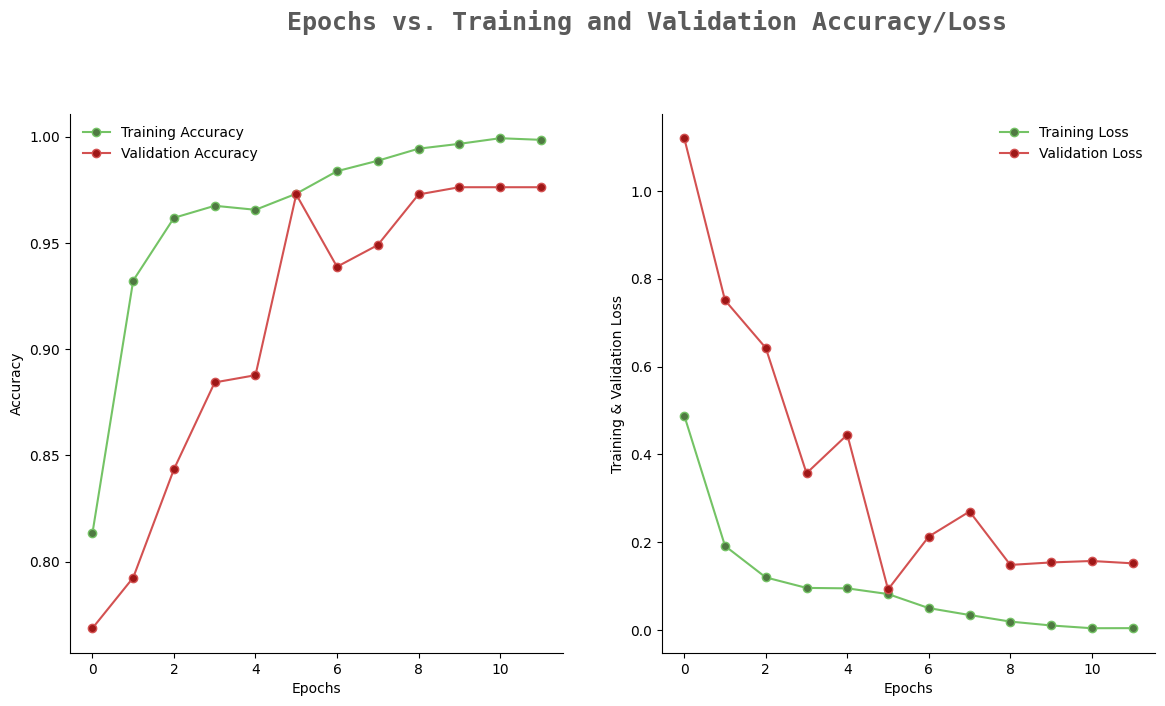 Epochs vs. Training and Validation Accuracy/Loss
Training Accuracy
Validation Accuracy
1.00
0.95
0.90
0.85
0.80
Accuracy
0
2
4
6
8
10
Epochs
Training Loss
Validation Loss
1.0
0.8
0.6
0.4
0.2
0.0
Training & Validation Loss
0
2
4
6
8
10
Epochs